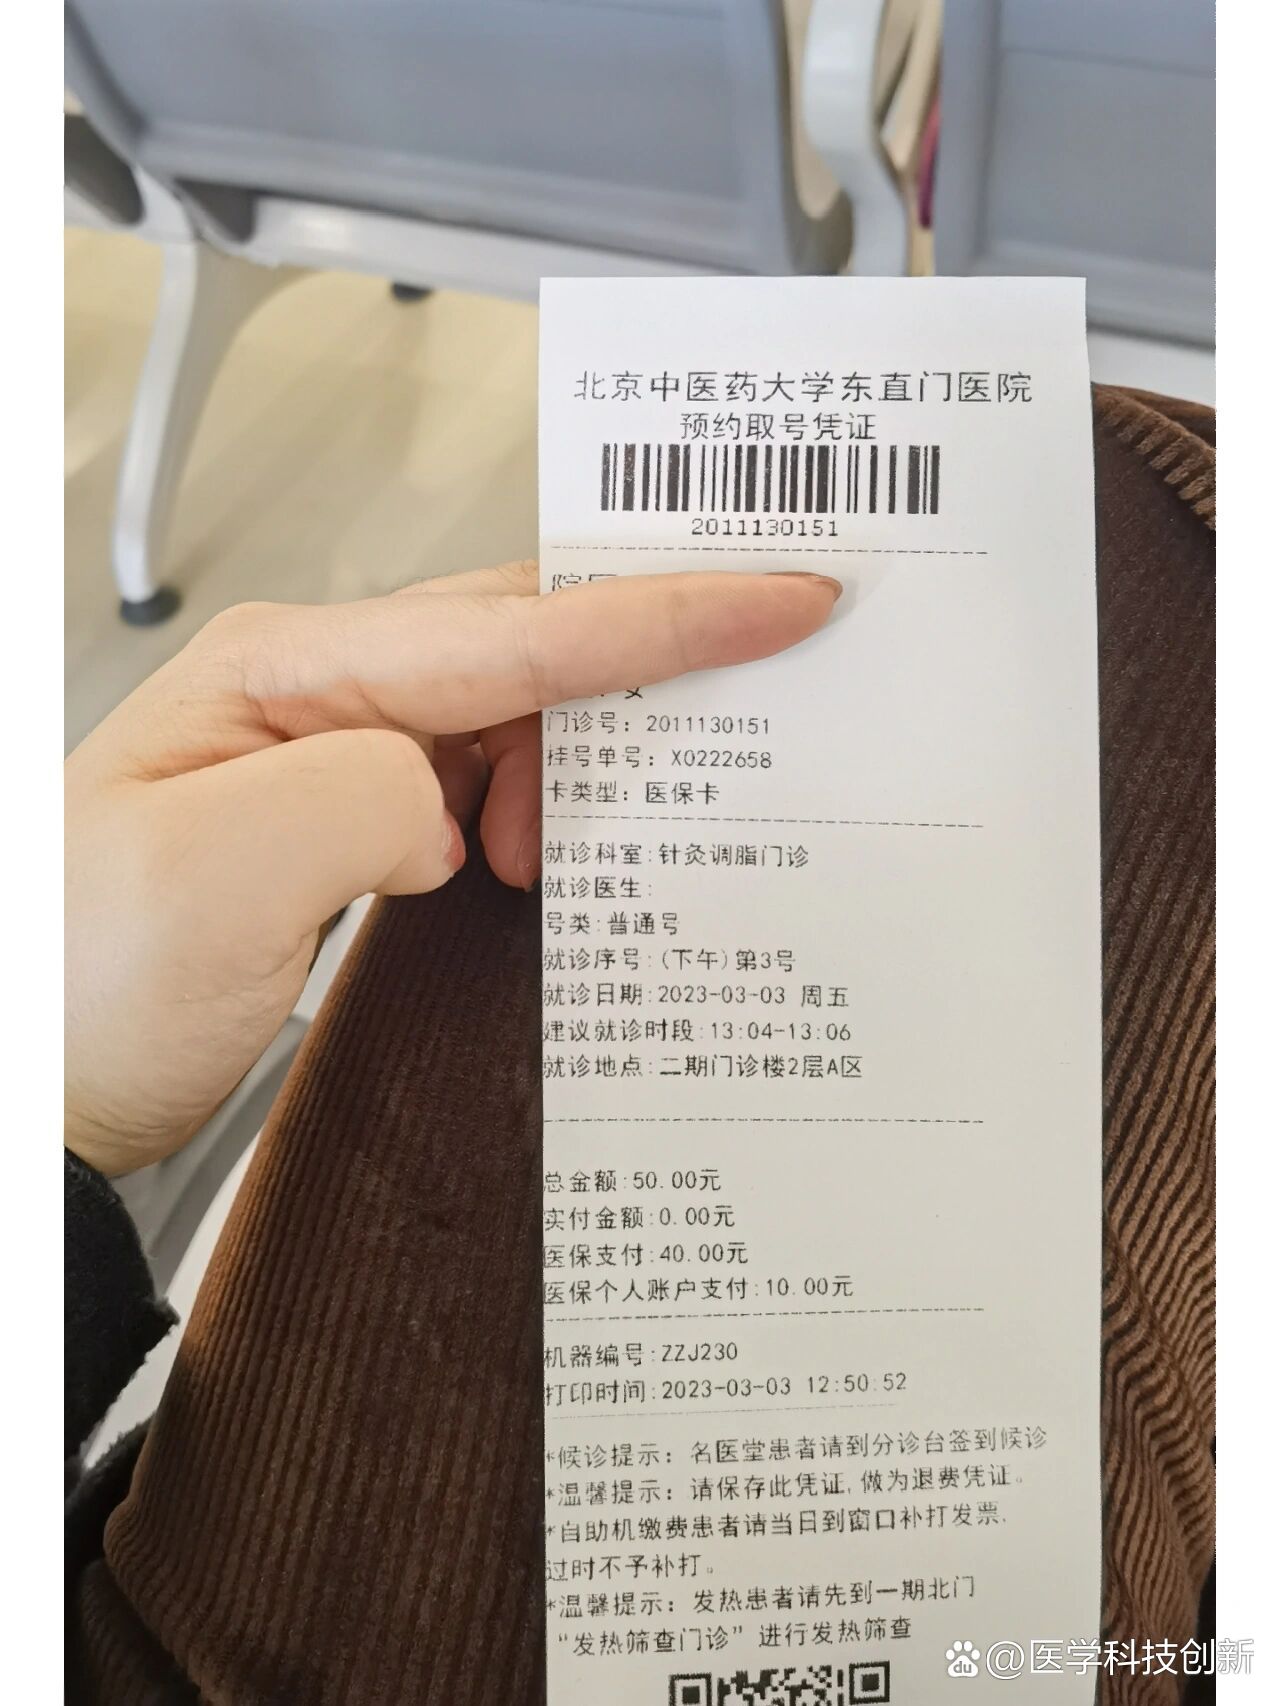 北京中医药大学东直门医院
预约取号凭证
2011130151
院区
女
门诊号：2011130151
挂号单号：X0222658
卡类型：医保卡
就诊科室:针灸调脂门诊
就诊医生:
号类:普通号
就诊序号:(下午)第3号
就诊日期:2023-03-03 周五
建议就诊时段:13:04-13:06
就诊地点:二期门诊楼2层A区
总金额:50.00元
实付金额:0.00元
医保支付:40.00元
医保个人账户支付:10.00元
机器编号:ZZJ230
打印时间:2023-03-03 12:50:52
*候诊提示：名医堂患者请到分诊台签到候诊
*温馨提示：请保存此凭证,做为退费凭证。
*自助机缴费患者请当日到窗口补打发票,
过时不予补打。
*温馨提示：发热患者请先到一期北门
“发热筛查门诊”进行发热筛查
Bai du @医学科技创新